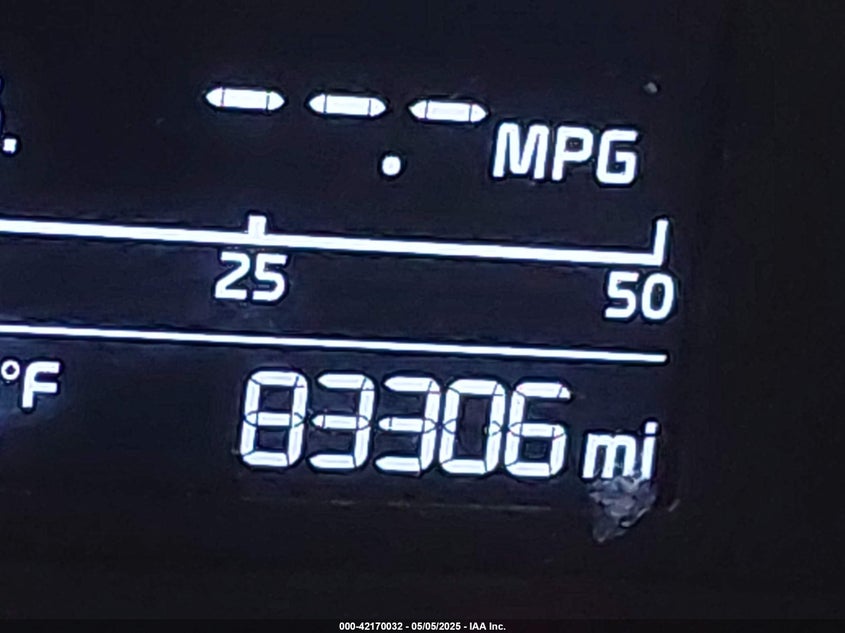 ---.- MPG
25 50
°F 83306 mi
000-42170032 - 05/05/2025 - IAA Inc.